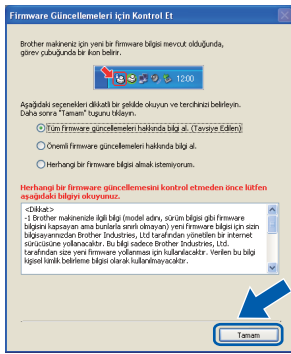 Firmware Güncellemeleri için Kontrol Et
Brother makineniz için yeni bir firmware bilgisi mevcut olduğunda,
görev çubuğunda bir ikon belirir.
12:00
Aşağıdaki seçenekleri dikkatli bir şekilde okuyun ve tercihinizi belirleyin.
Daha sonra "Tamam" tuşunu tıklayın.
Tüm firmware güncellemeleri hakkında bilgi al. (Tavsiye Edilen)
Önemli firmware güncellemeleri hakkında bilgi al.
Herhangi bir firmware bilgisi almak istemiyorum.
Herhangi bir firmware güncellemesini kontrol etmeden önce lütfen
aşağıdaki bilgiyi okuyunuz.
<Dikkat>
-1 Brother makinenizle ilgili bilgi (model adını, sürüm bilgisi gibi firmware
bilgisini kapsayan ama bunlarla sınırlı olmayan) yeni firmware bilgisi için sizin
bilgisayarınızdan Brother Industries, Ltd tarafından yönetilen bir internet
sürücüsüne yollanacaktır. Bu bilgi sadece Brother Industries, Ltd.
tarafından size yeni firmware yollanması için kullanılacaktır. Verilen bu bilgi
kişisel kimlik belirleme bilgisi olarak kullanılmayacaktır.
Tamam